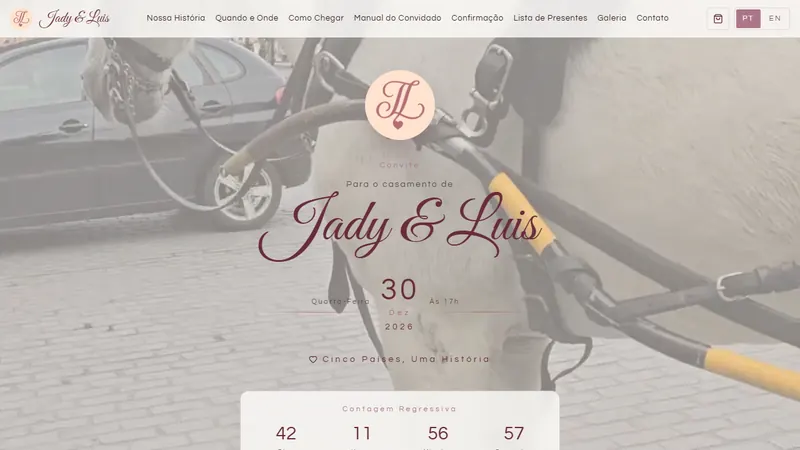 Jady & Luis
Nossa História Quando e Onde Como Chegar Manual do Convidado Confirmação Lista de Presentes Galeria Contato
PT EN
JL
Convite
Para o casamento de
Jady & Luis
Quarta-Feira 30 Às 17h
Dez
2026
Cinco Países, Uma História
Contagem Regressiva
42 11 56 57